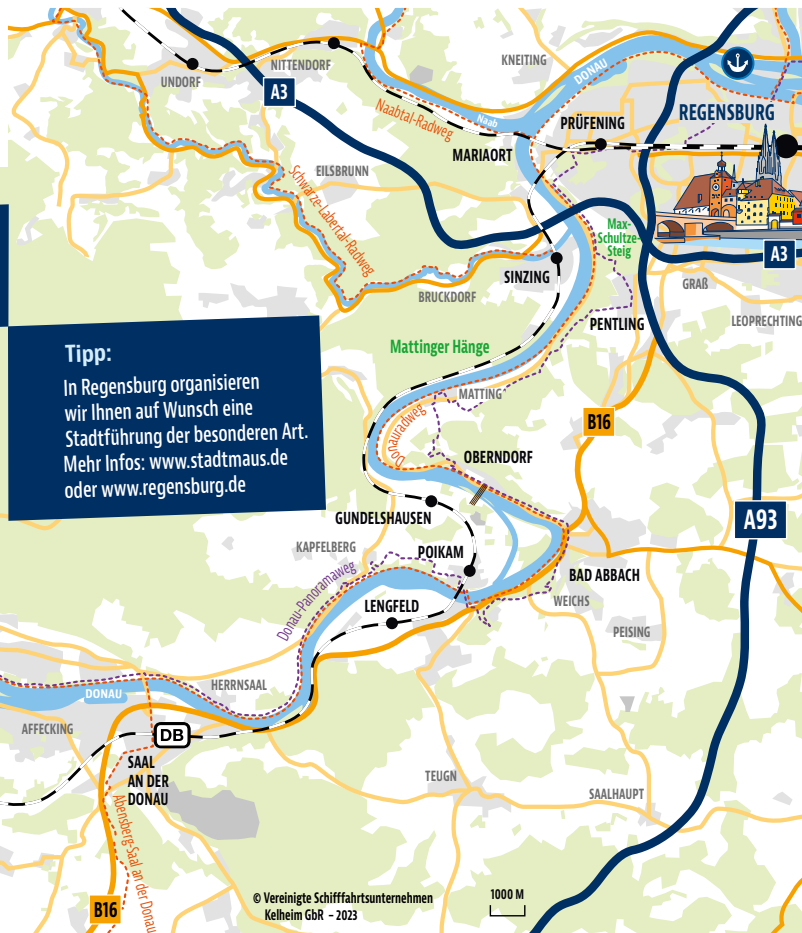 KNEITING
NITTENDORF
UNDORF
DONAU
A3
Naabtal-Radweg
Naab
PRÜFENING
REGENSBURG
MARIAORT
EILSBRUNN
Schwarze-Labertal-Radweg
Max-
Schultze-
Steig
A3
SINZING
GRAß
BRUCKDORF
PENTLING
LEOPRECHTING
Mattinger Hänge
Tipp:
In Regensburg organisieren
wir Ihnen auf Wunsch eine
Stadtführung der besonderen Art.
Mehr Infos: www.stadtmaus.de
oder www.regensburg.de
MATTING
Donauradweg
B16
OBERNDORF
GUNDELSHAUSEN
A93
KAPFELBERG
POIKAM
BAD ABBACH
Donau-Panoramaweg
LENGFELD
WEICHS
PEISING
HERRNSAAL
DONAU
AFFECKING
DB
SAAL
AN DER
DONAU
TEUGN
SAALHAUPT
Abensberg-Saal an der Donau
B16
© Vereinigte Schifffahrtsunternehmen
Kelheim GbR – 2023
1000 M